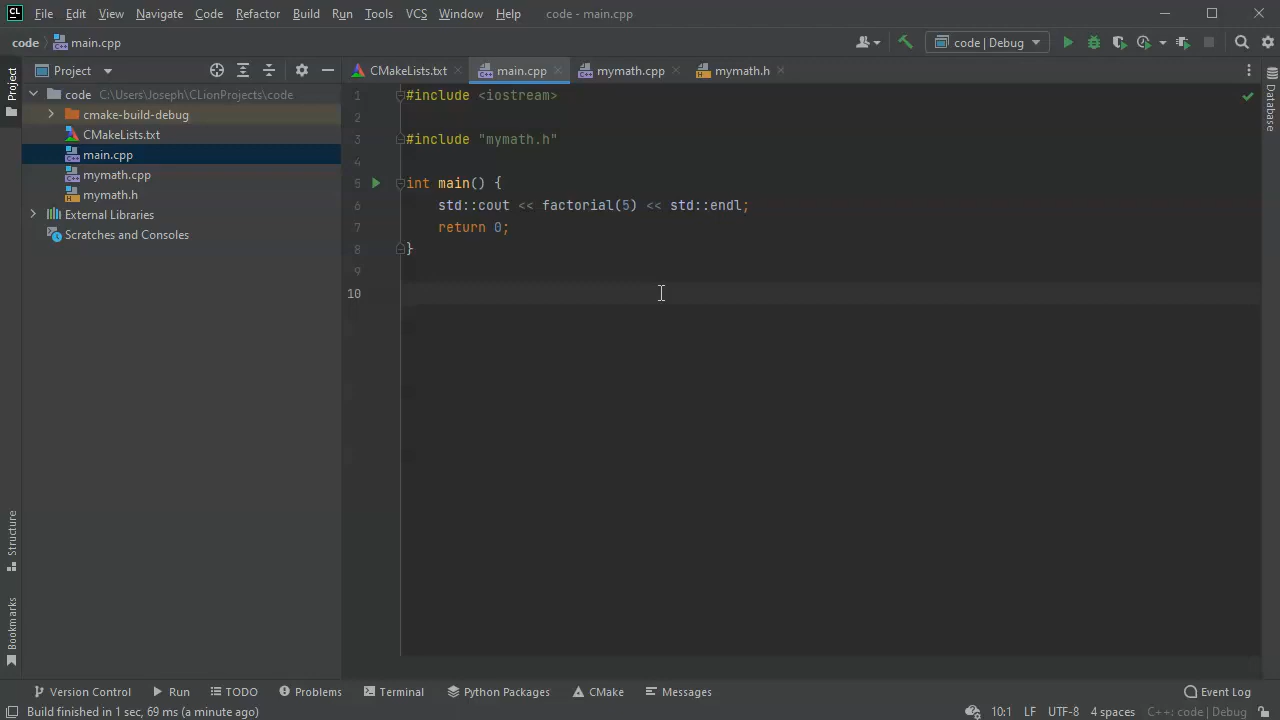 CL File Edit View Navigate Code Refactor Build Run Tools VCS Window Help code - main.cpp
code main.cpp code | Debug
Project CMakeLists.txt main.cpp mymath.cpp mymath.h
Project
Database
code C:\Users\Joseph\CLionProjects\code
cmake-build-debug
CMakeLists.txt
main.cpp
mymath.cpp
mymath.h
External Libraries
Scratches and Consoles
1 #include <iostream>
2
3 #include "mymath.h"
4
5 int main() {
6 std::cout << factorial(5) << std::endl;
7 return 0;
8 }
9
10
Structure
Bookmarks
Version Control Run TODO Problems Terminal Python Packages CMake Messages Event Log
Build finished in 1 sec, 69 ms (a minute ago) 10:1 LF UTF-8 4 spaces C++: code | Debug